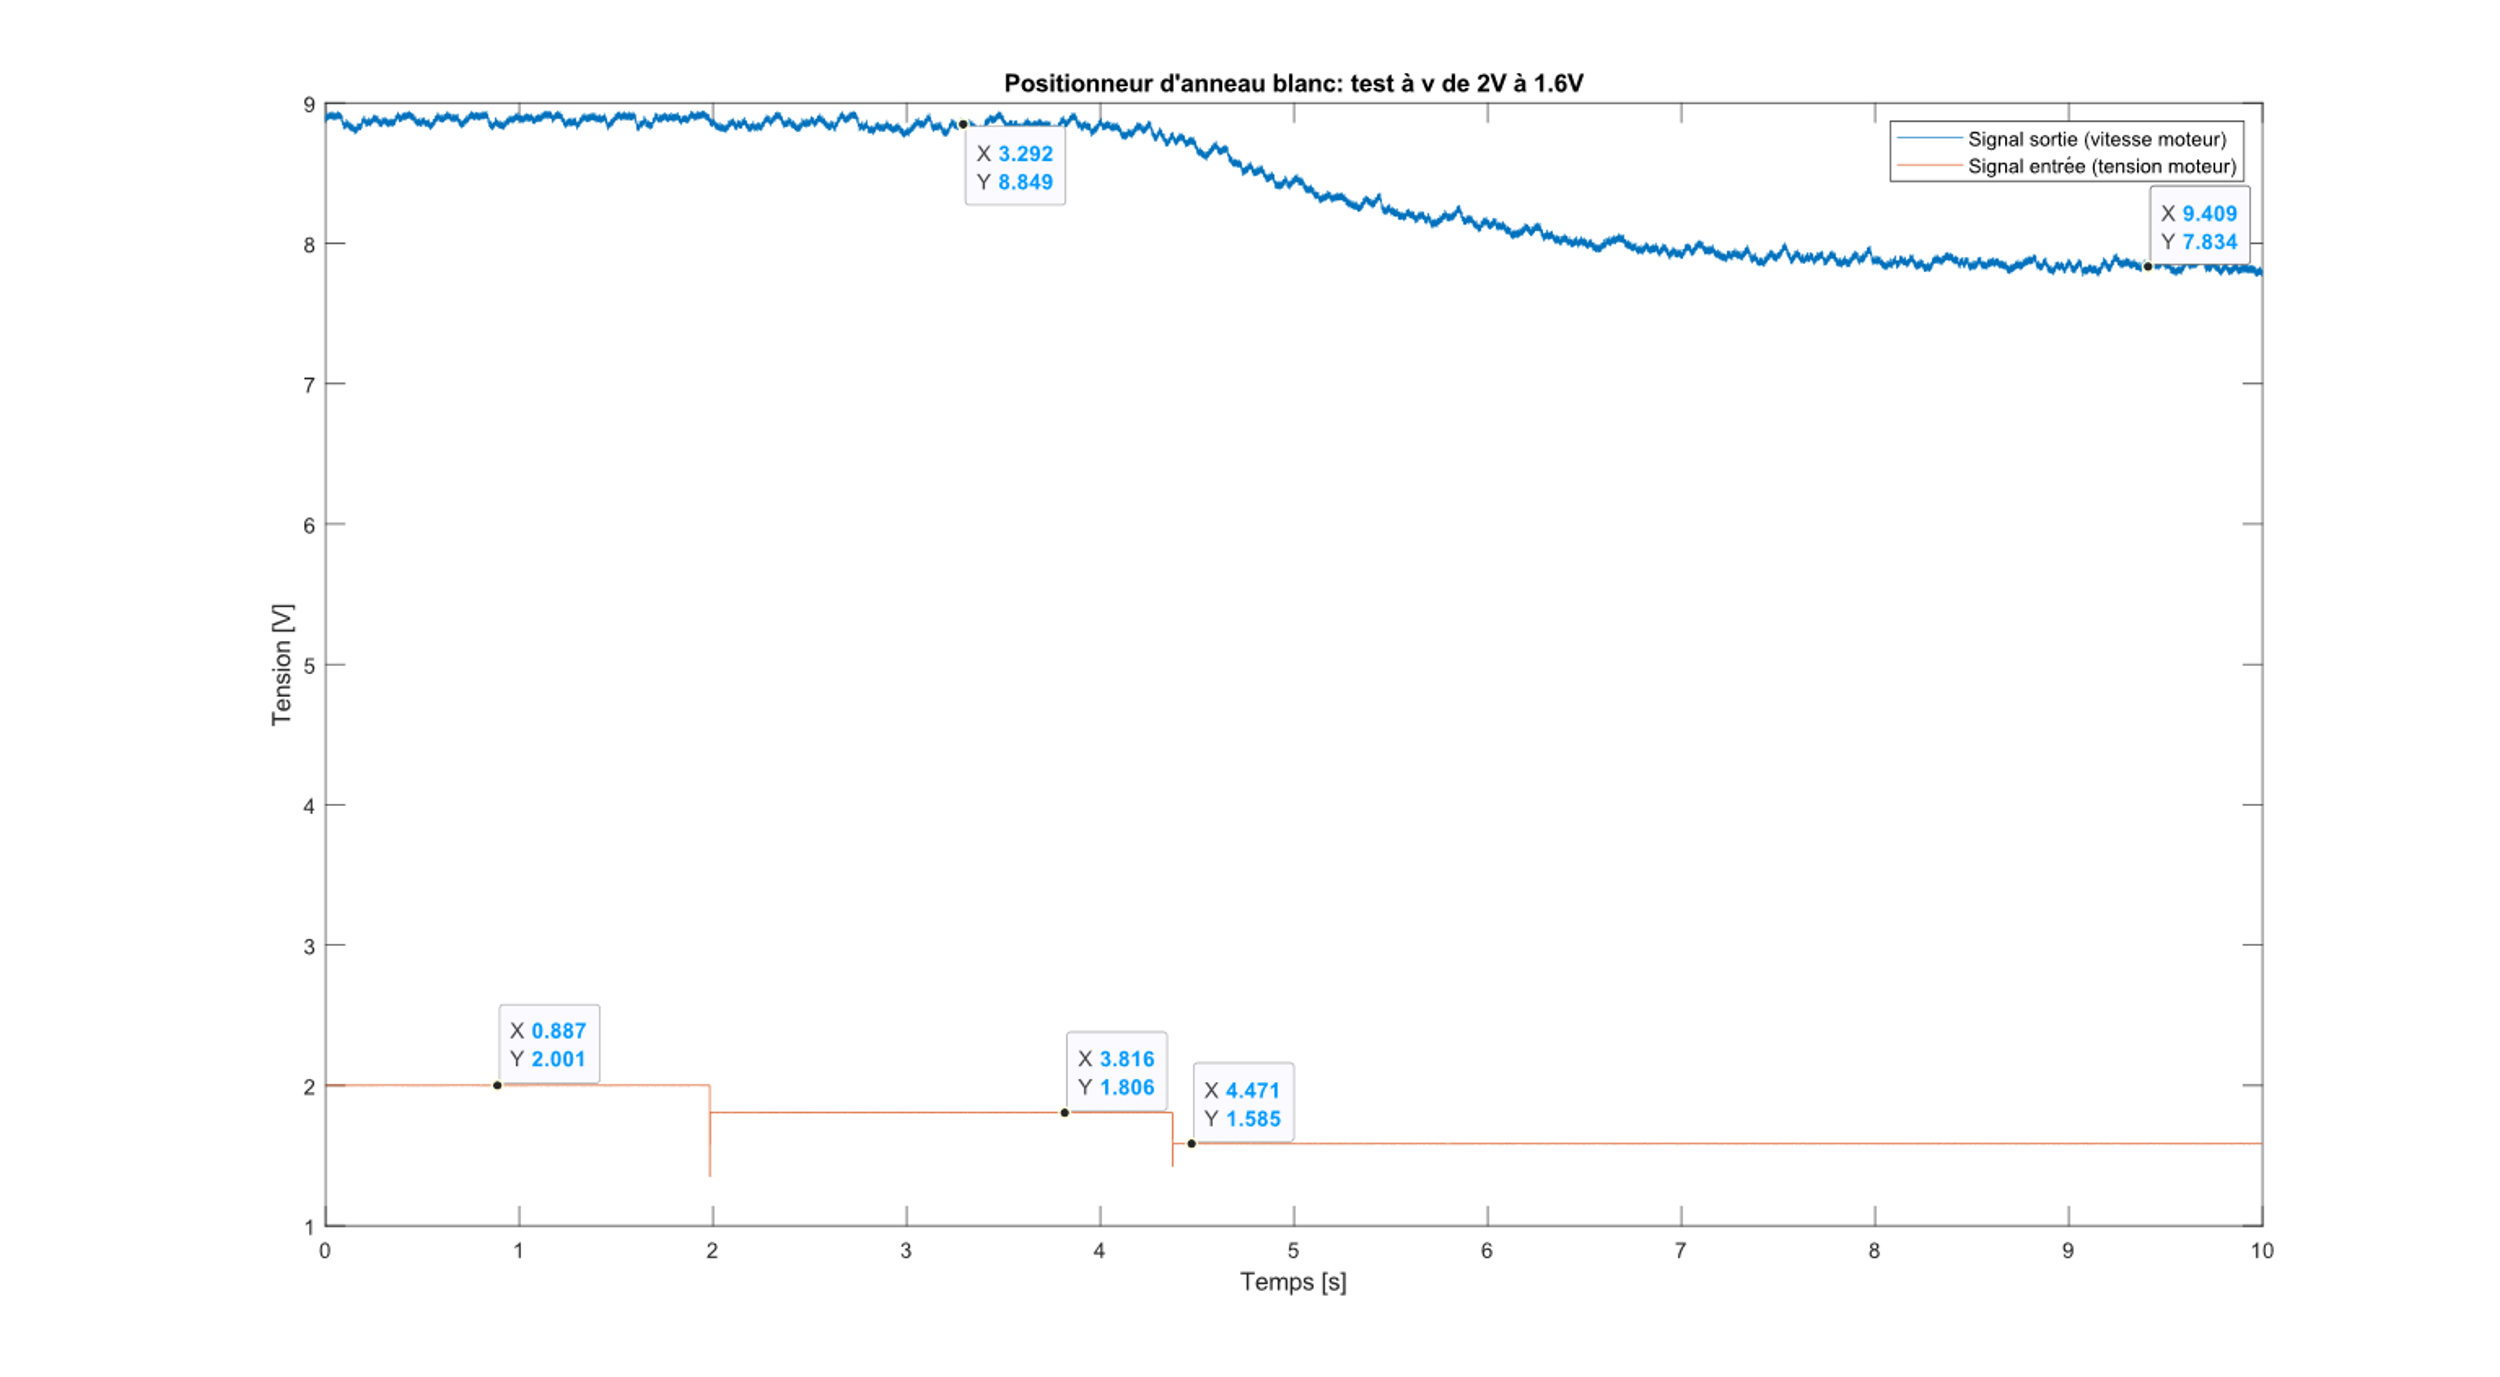 Positionneur d'anneau blanc: test à v de 2V à 1.6V
Signal sortie (vitesse moteur)
Signal entrée (tension moteur)
X 3.292
Y 8.849
X 9.409
Y 7.834
X 0.887
Y 2.001
X 3.816
Y 1.806
X 4.471
Y 1.585
Tension [V]
9
8
7
6
5
4
3
2
1
0 1 2 3 4 5 6 7 8 9 10
Temps [s]